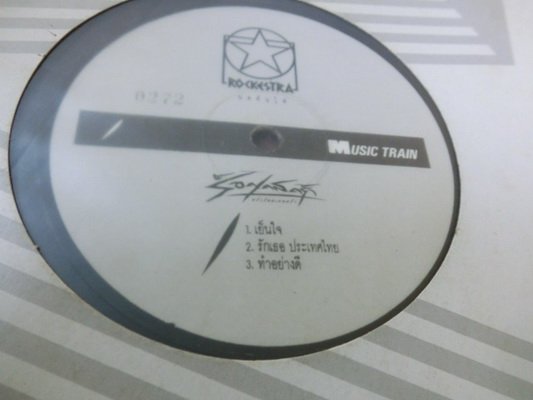 ROCKESTRA
0272
MUSIC TRAIN
1. เย็นใจ
2. รักเธอ ประเทศไทย
3. ทำอย่างดี